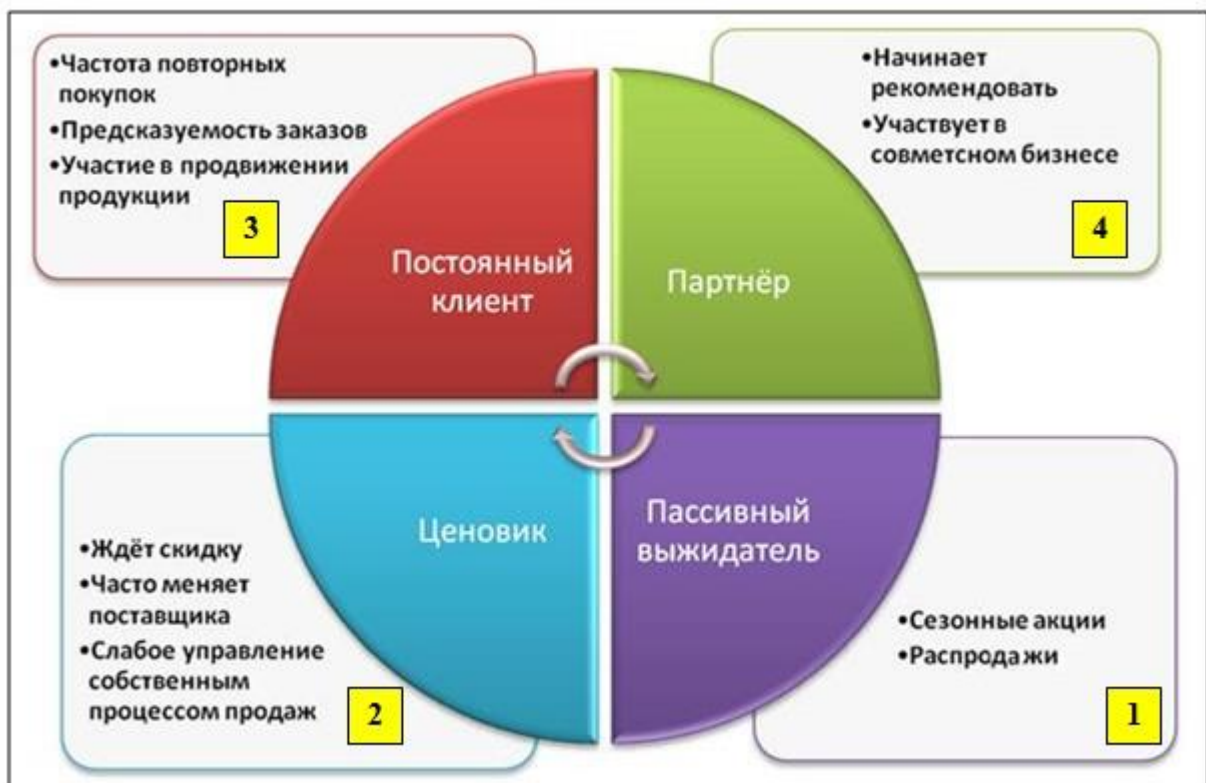 •Частота повторных
покупок
•Предсказуемость заказов
•Участие в продвижении
продукции
3
•Начинает
рекомендовать
•Участвует в
совметсном бизнесе
4
Постоянный
клиент
Партнёр
Ценовик
Пассивный
выжидатель
•Ждёт скидку
•Часто меняет
поставщика
•Слабое управление
собственным
процессом продаж
2
•Сезонные акции
•Распродажи
1